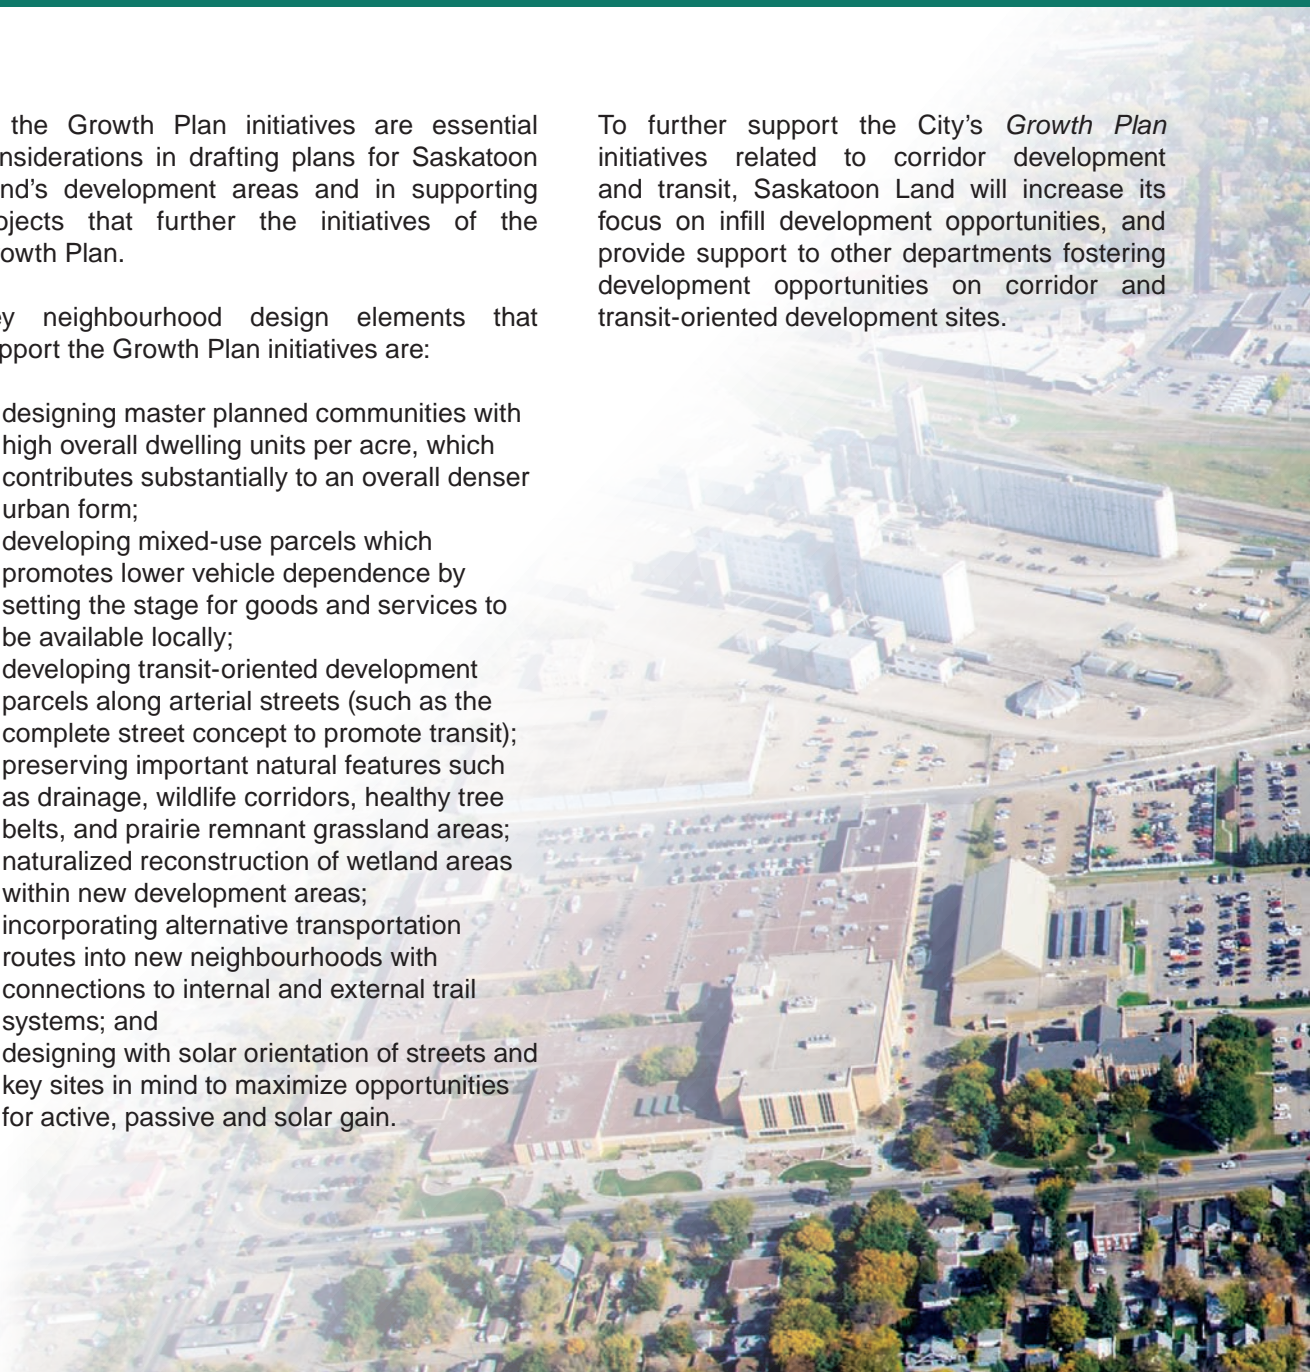 the Growth Plan initiatives are essential
in drafting plans for Saskatoon
development areas and in supporting
that further the initiatives of the
Plan.
neighbourhood design elements that
the Growth Plan initiatives are:
designing master planned communities with
high overall dwelling units per acre, which
contributes substantially to an overall denser
urban form;
developing mixed-use parcels which
promotes lower vehicle dependence by
setting the stage for goods and services to
be available locally;
developing transit-oriented development
parcels along arterial streets (such as the
complete street concept to promote transit);
preserving important natural features such
as drainage, wildlife corridors, healthy tree
belts, and prairie remnant grassland areas;
naturalized reconstruction of wetland areas
within new development areas;
incorporating alternative transportation
routes into new neighbourhoods with
connections to internal and external trail
systems; and
designing with solar orientation of streets and
key sites in mind to maximize opportunities
for active, passive and solar gain.
To further support the City’s Growth Plan
initiatives related to corridor development
and transit, Saskatoon Land will increase its
focus on infill development opportunities, and
provide support to other departments fostering
development opportunities on corridor and
transit-oriented development sites.